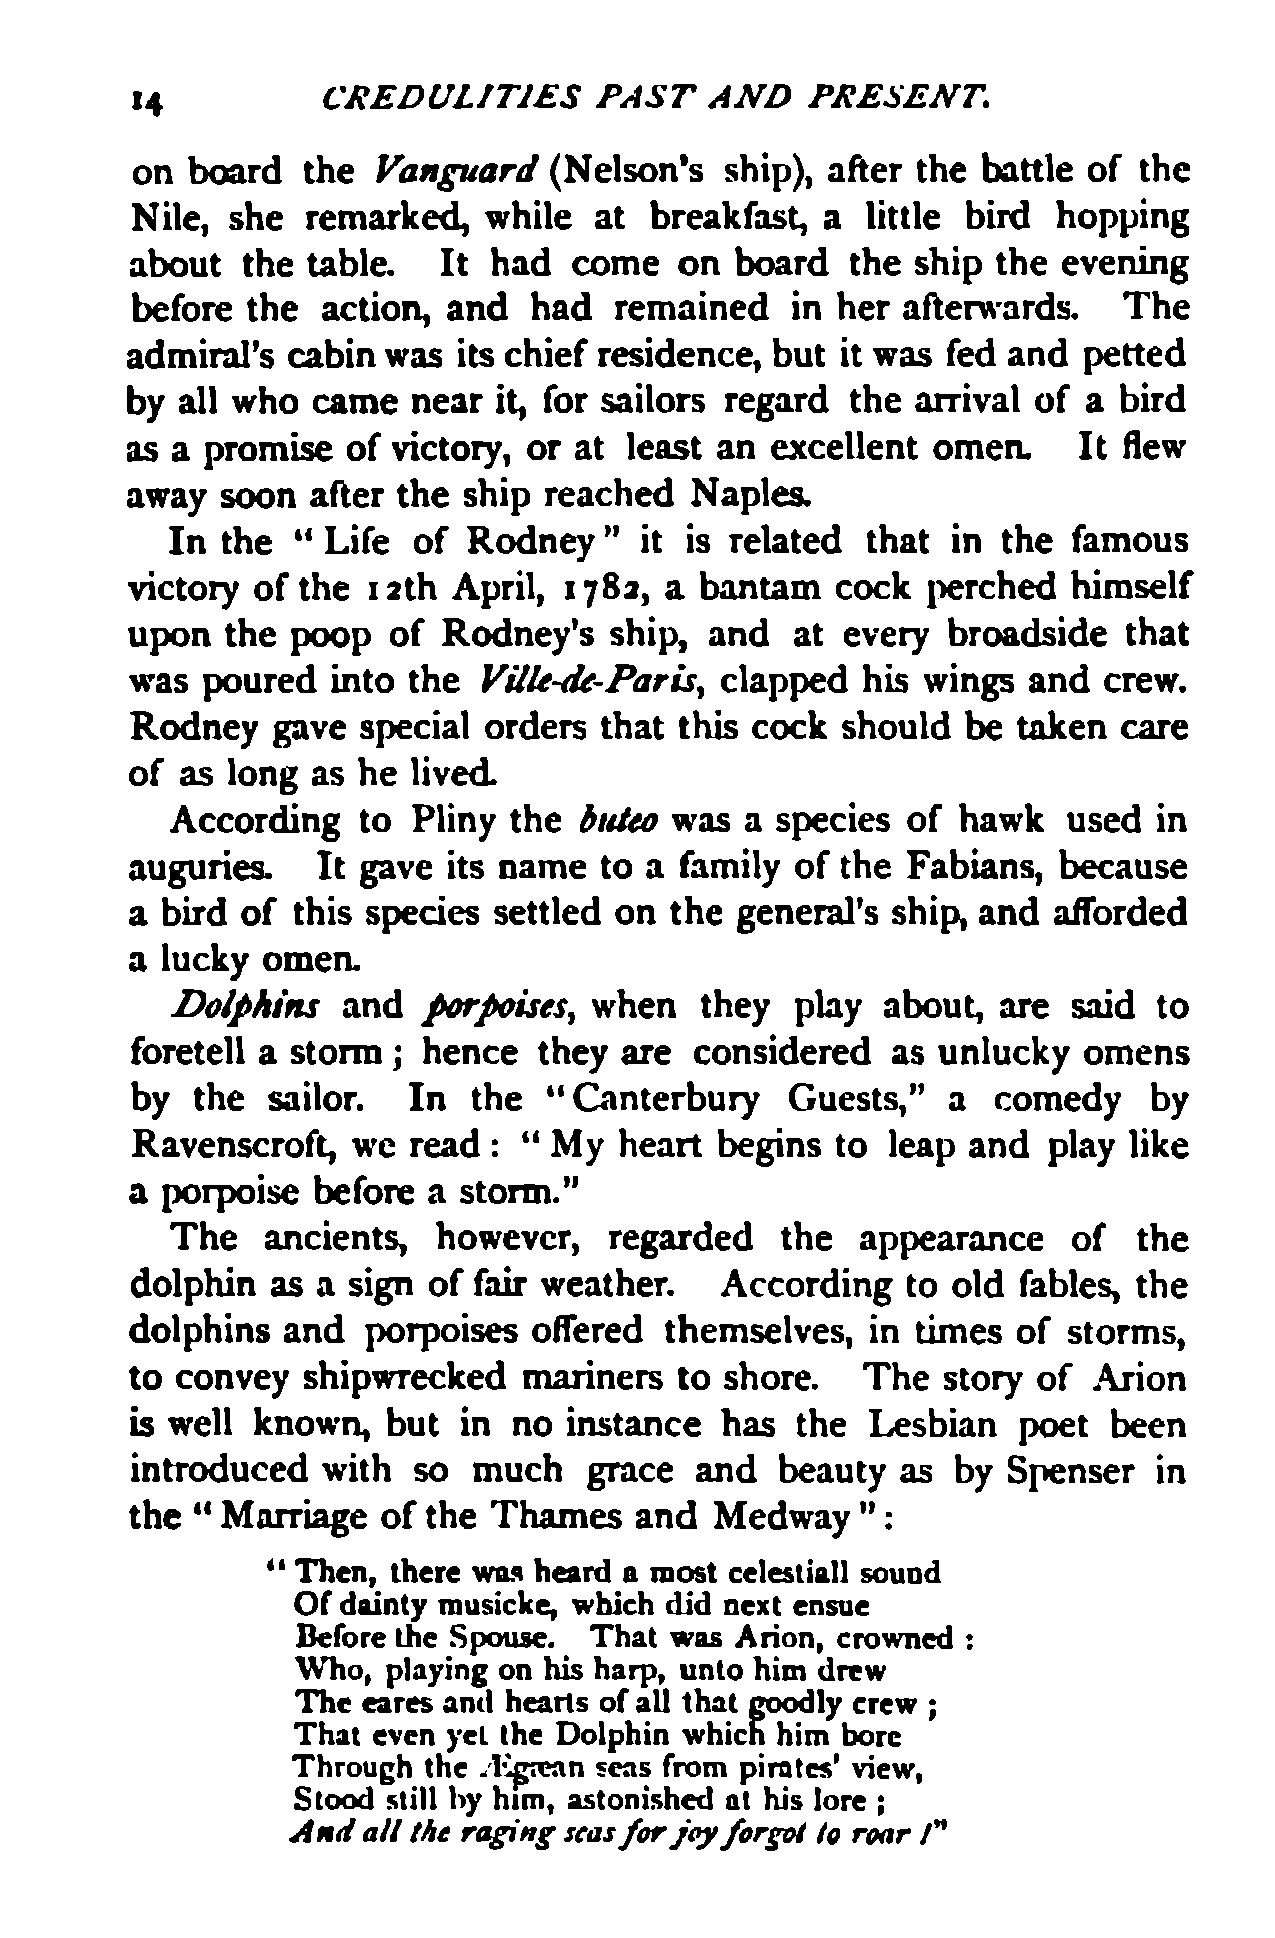 14 CREDULITIES PAST AND PRESENT.
on board the Vanguard (Nelson's ship), after the battle of the
Nile, she remarked, while at breakfast, a little bird hopping
about the table. It had come on board the ship the evening
before the action, and had remained in her afterwards. The
admiral's cabin was its chief residence, but it was fed and petted
by all who came near it, for sailors regard the arrival of a bird
as a promise of victory, or at least an excellent omen. It flew
away soon after the ship reached Naples.
In the "Life of Rodney" it is related that in the famous
victory of the 12th April, 1782, a bantam cock perched himself
upon the poop of Rodney's ship, and at every broadside that
was poured into the Ville-de-Paris, clapped his wings and crew.
Rodney gave special orders that this cock should be taken care
of as long as he lived.
According to Pliny the buteo was a species of hawk used in
auguries. It gave its name to a family of the Fabians, because
a bird of this species settled on the general's ship, and afforded
a lucky omen.
Dolphins and porpoises, when they play about, are said to
foretell a storm; hence they are considered as unlucky omens
by the sailor. In the "Canterbury Guests," a comedy by
Ravenscroft, we read: "My heart begins to leap and play like
a porpoise before a storm."
The ancients, however, regarded the appearance of the
dolphin as a sign of fair weather. According to old fables, the
dolphins and porpoises offered themselves, in times of storms,
to convey shipwrecked mariners to shore. The story of Arion
is well known, but in no instance has the Lesbian poet been
introduced with so much grace and beauty as by Spenser in
the "Marriage of the Thames and Medway":
"Then, there was heard a most celestiall sound
Of dainty musicke, which did next ensue
Before the Spouse. That was Arion, crowned:
Who, playing on his harp, unto him drew
The eares and hearts of all that goodly crew;
That even yet the Dolphin which him bore
Through the Ægæan seas from pirates' view,
Stood still by him, astonished at his lore;
And all the raging seas for joy forgot to roar!"